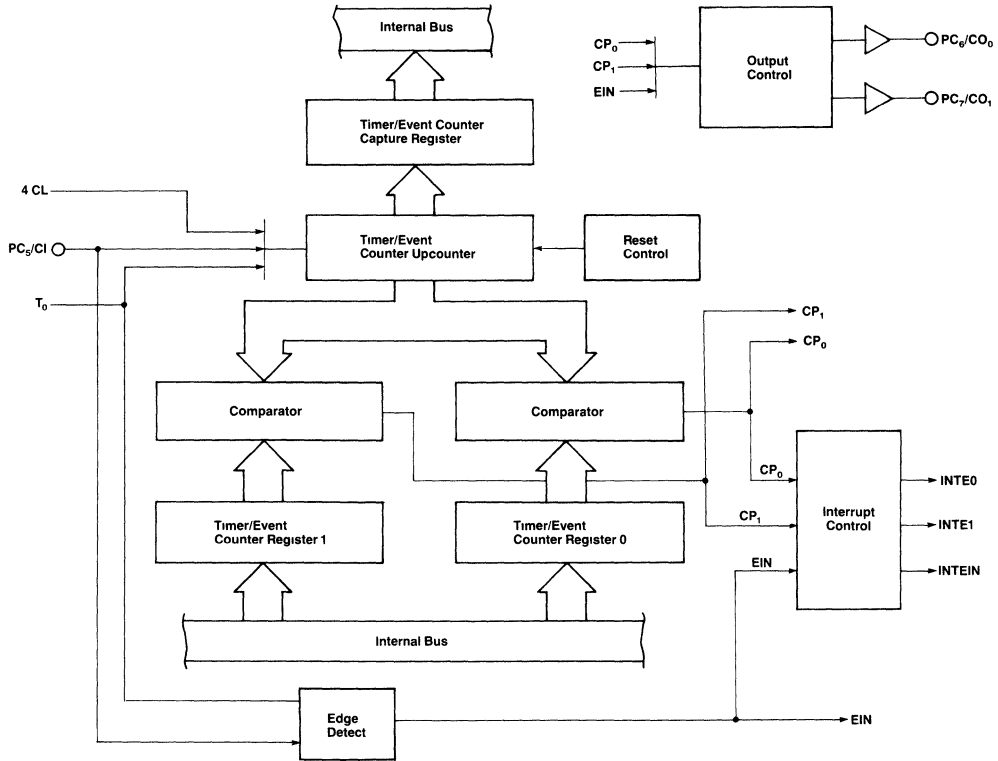 Internal Bus
CP₀
CP₁
EIN
Output
Control
PC₆/CO₀
PC₇/CO₁
Timer/Event Counter
Capture Register
4 CL
PC₅/CI
T₀
Timer/Event
Counter Upcounter
Reset
Control
CP₁
CP₀
Comparator
Comparator
CP₀
CP₁
EIN
Interrupt
Control
INTE0
INTE1
INTEIN
Timer/Event
Counter Register 1
Timer/Event
Counter Register 0
Internal Bus
Edge
Detect
EIN